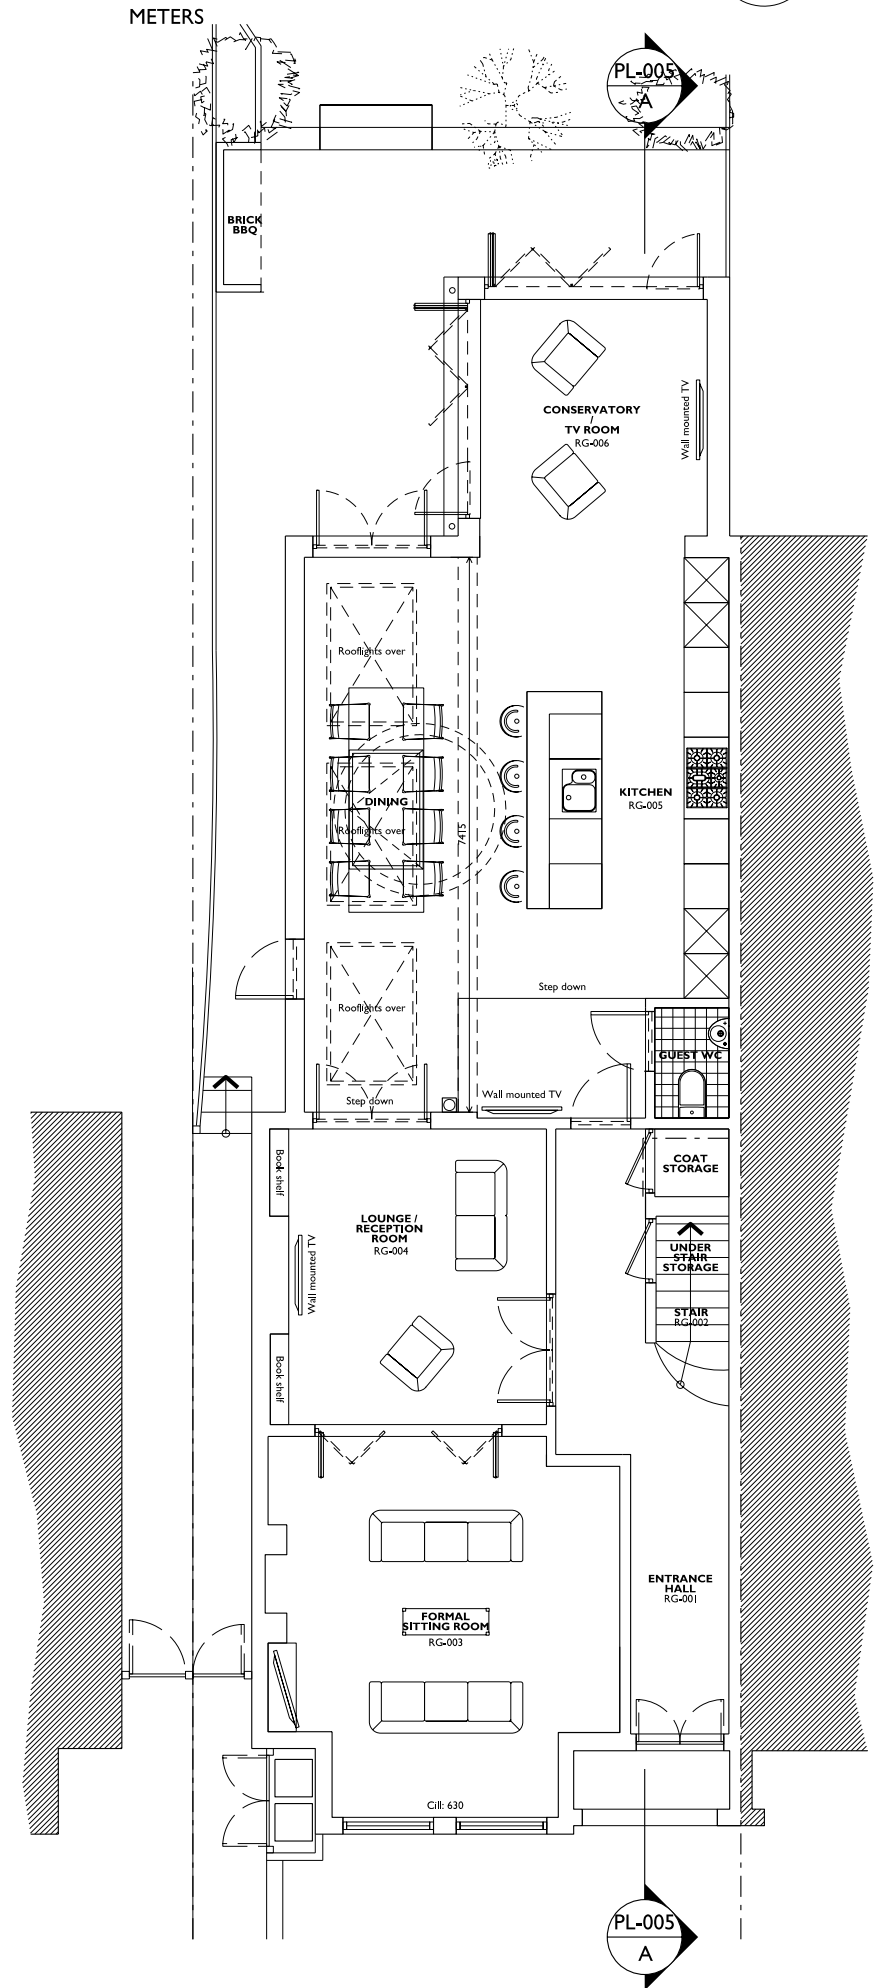 METERS
PL-005
A
BRICK
BBQ
CONSERVATORY
/
TV ROOM
RG-006
Wall mounted TV
Rooflights over
DINING
Rooflights over
7415
KITCHEN
RG-005
Rooflights over
Step down
GUEST WC
Step down
Wall mounted TV
COAT
STORAGE
Book shelf
LOUNGE /
RECEPTION
ROOM
RG-004
Wall mounted TV
UNDER
STAIR
STORAGE
STAIR
RG-002
Book shelf
ENTRANCE
HALL
RG-001
FORMAL
SITTING ROOM
RG-003
Cill: 630
PL-005
A